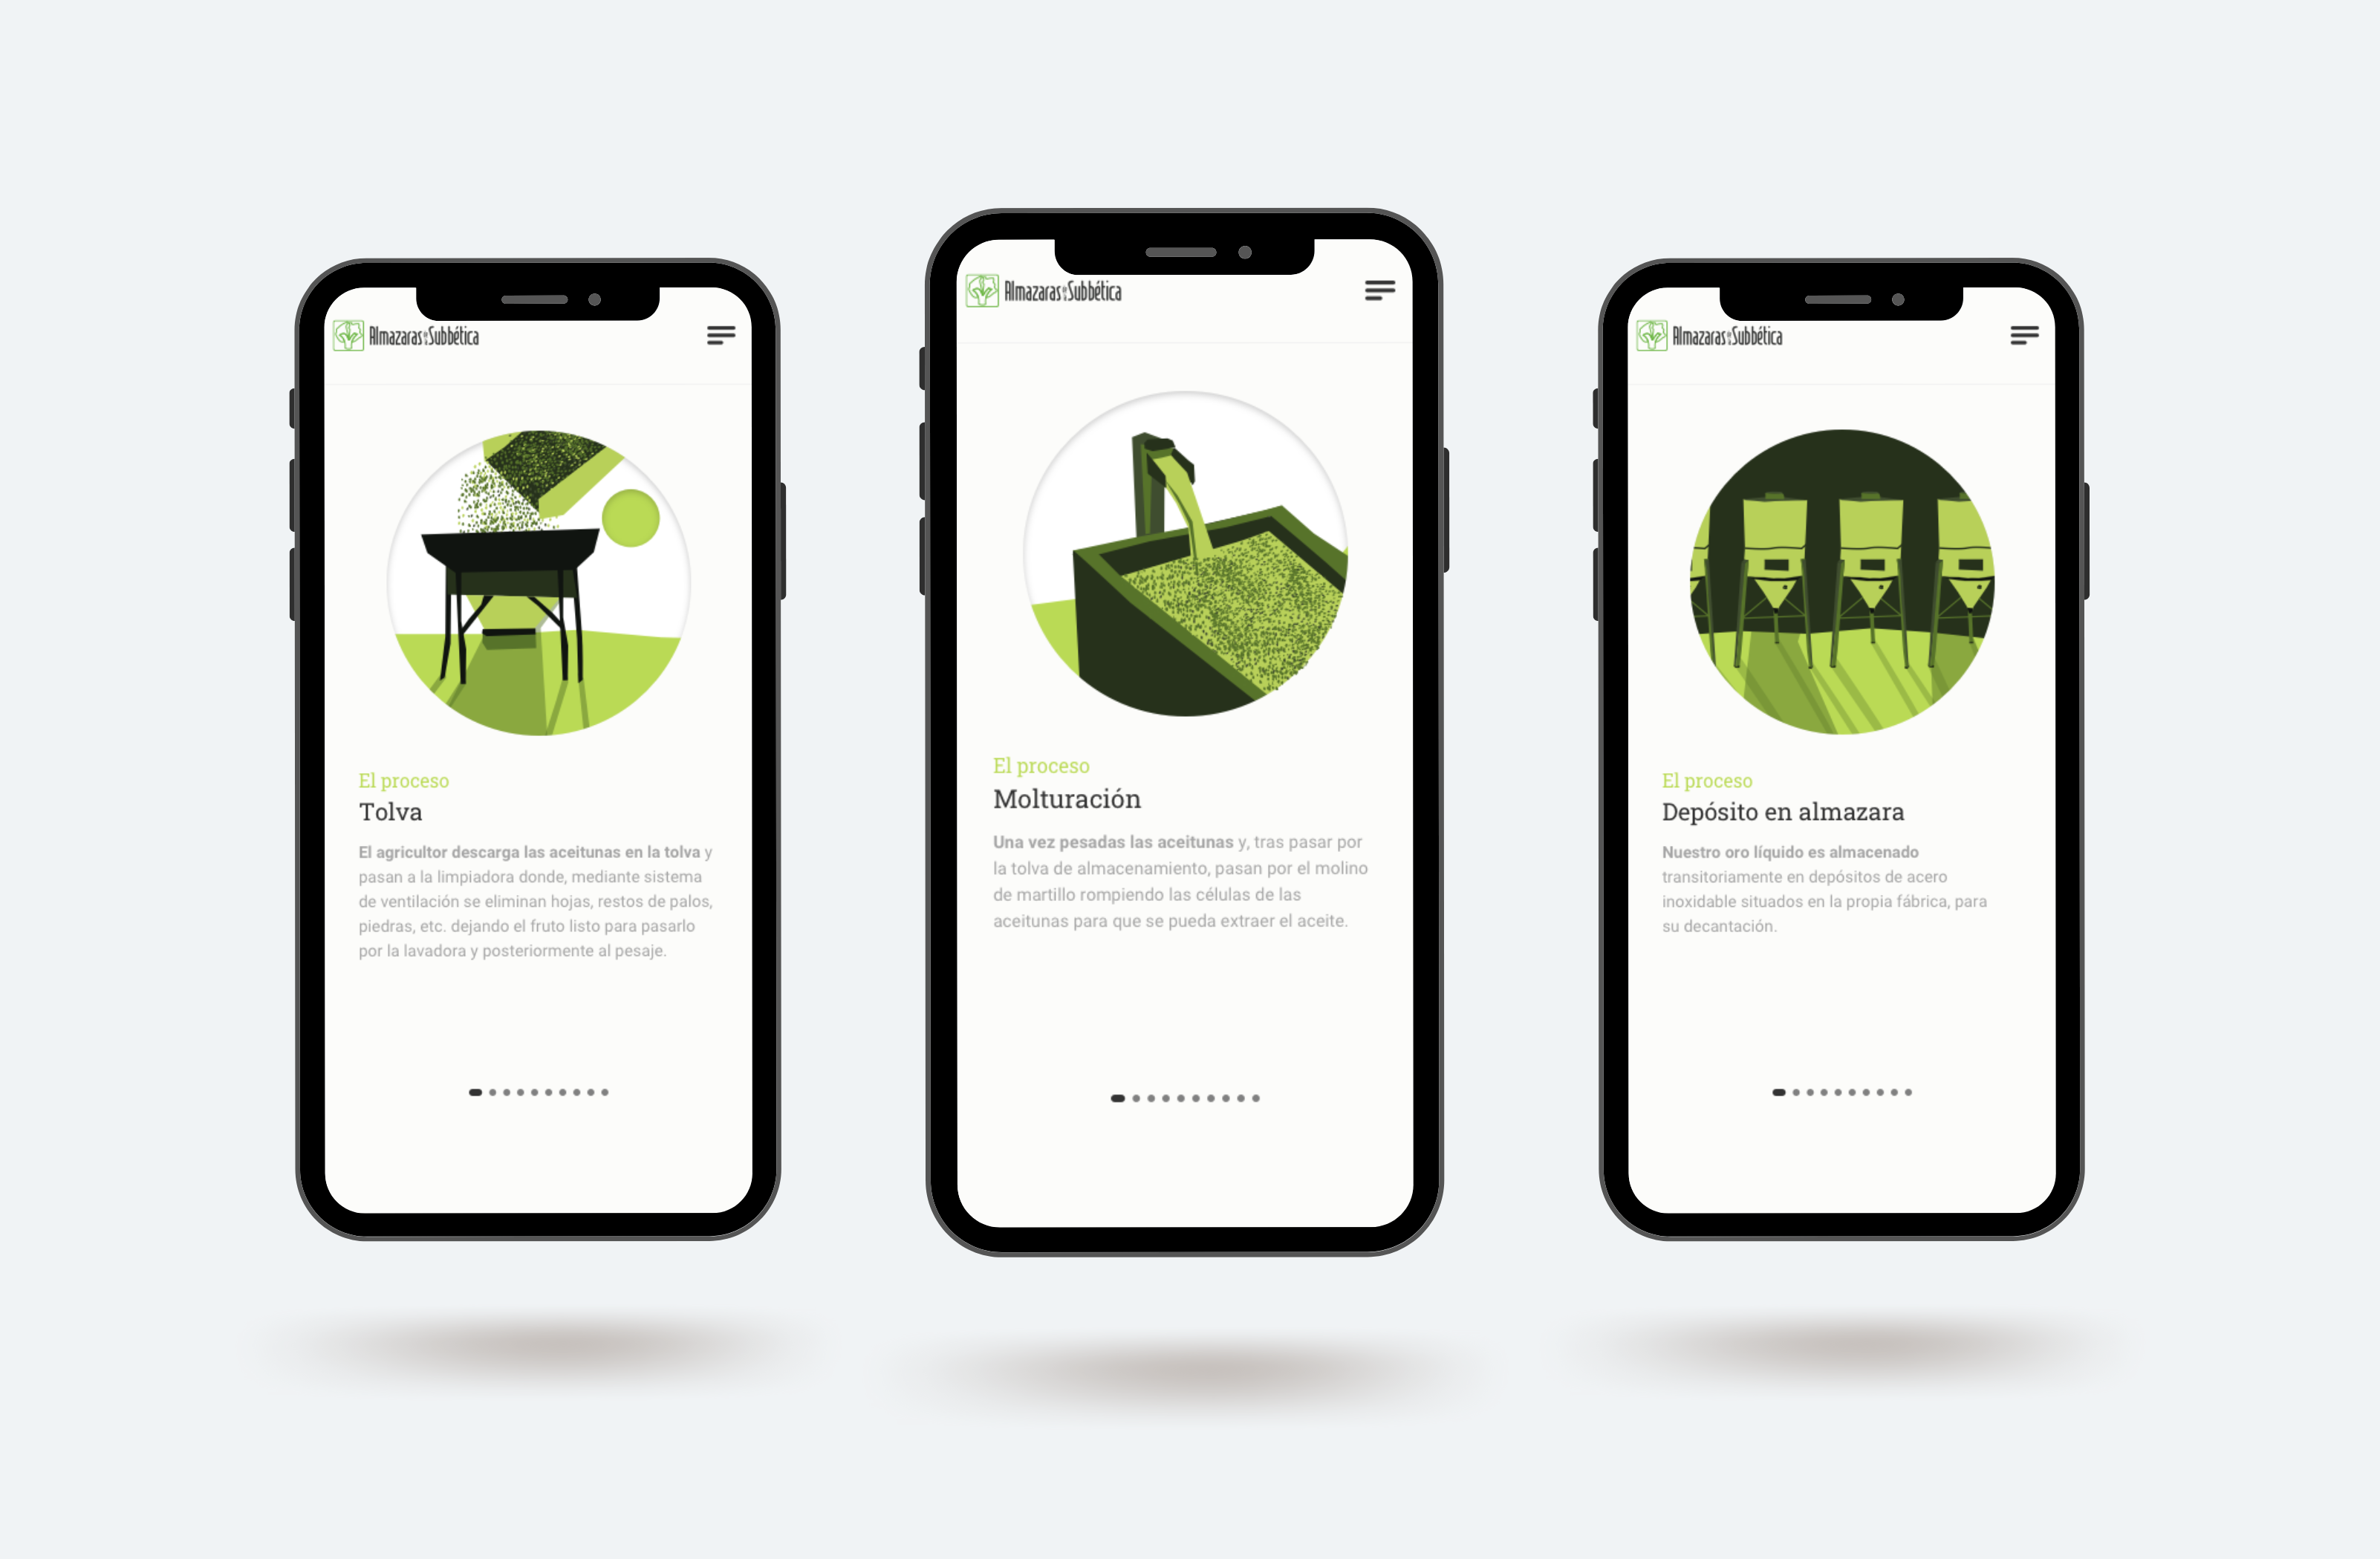 Almazaras de la Subbética
El proceso
Tolva
El agricultor descarga las aceitunas en la tolva y
pasan a la limpiadora donde, mediante sistema
de ventilación se eliminan hojas, restos de palos,
piedras, etc. dejando el fruto listo para pasarlo
por la lavadora y posteriormente al pesaje.
Almazaras de la Subbética
El proceso
Molturación
Una vez pesadas las aceitunas y, tras pasar por
la tolva de almacenamiento, pasan por el molino
de martillo rompiendo las células de las
aceitunas para que se pueda extraer el aceite.
Almazaras de la Subbética
El proceso
Depósito en almazara
Nuestro oro líquido es almacenado
transitoriamente en depósitos de acero
inoxidable situados en la propia fábrica, para
su decantación.